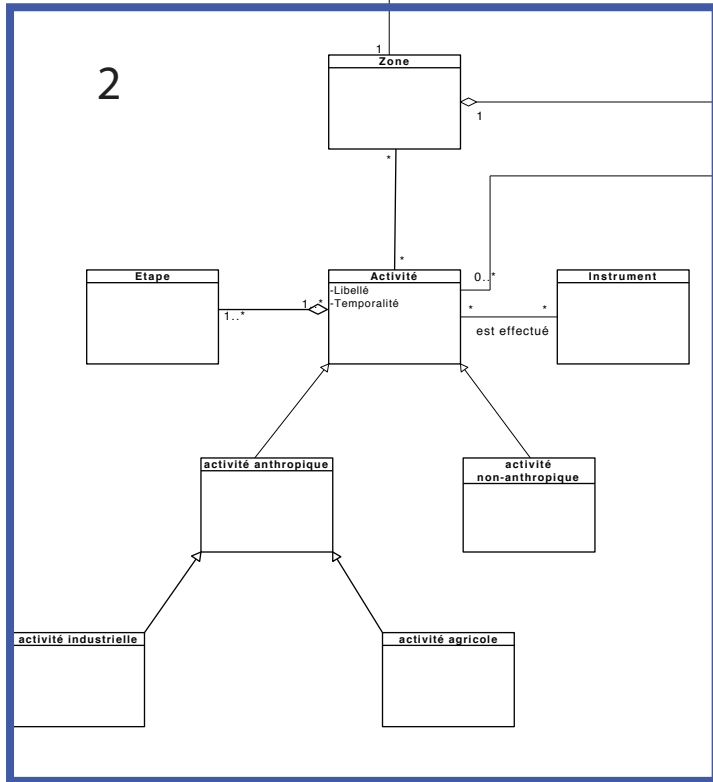 1
Zone
2
1
*
*
Etape
Activité
0..*
Instrument
-Libellé
-Temporalité
1..*
1..*
*
*
est effectué
activité anthropique
activité
non-anthropique
activité industrielle
activité agricole